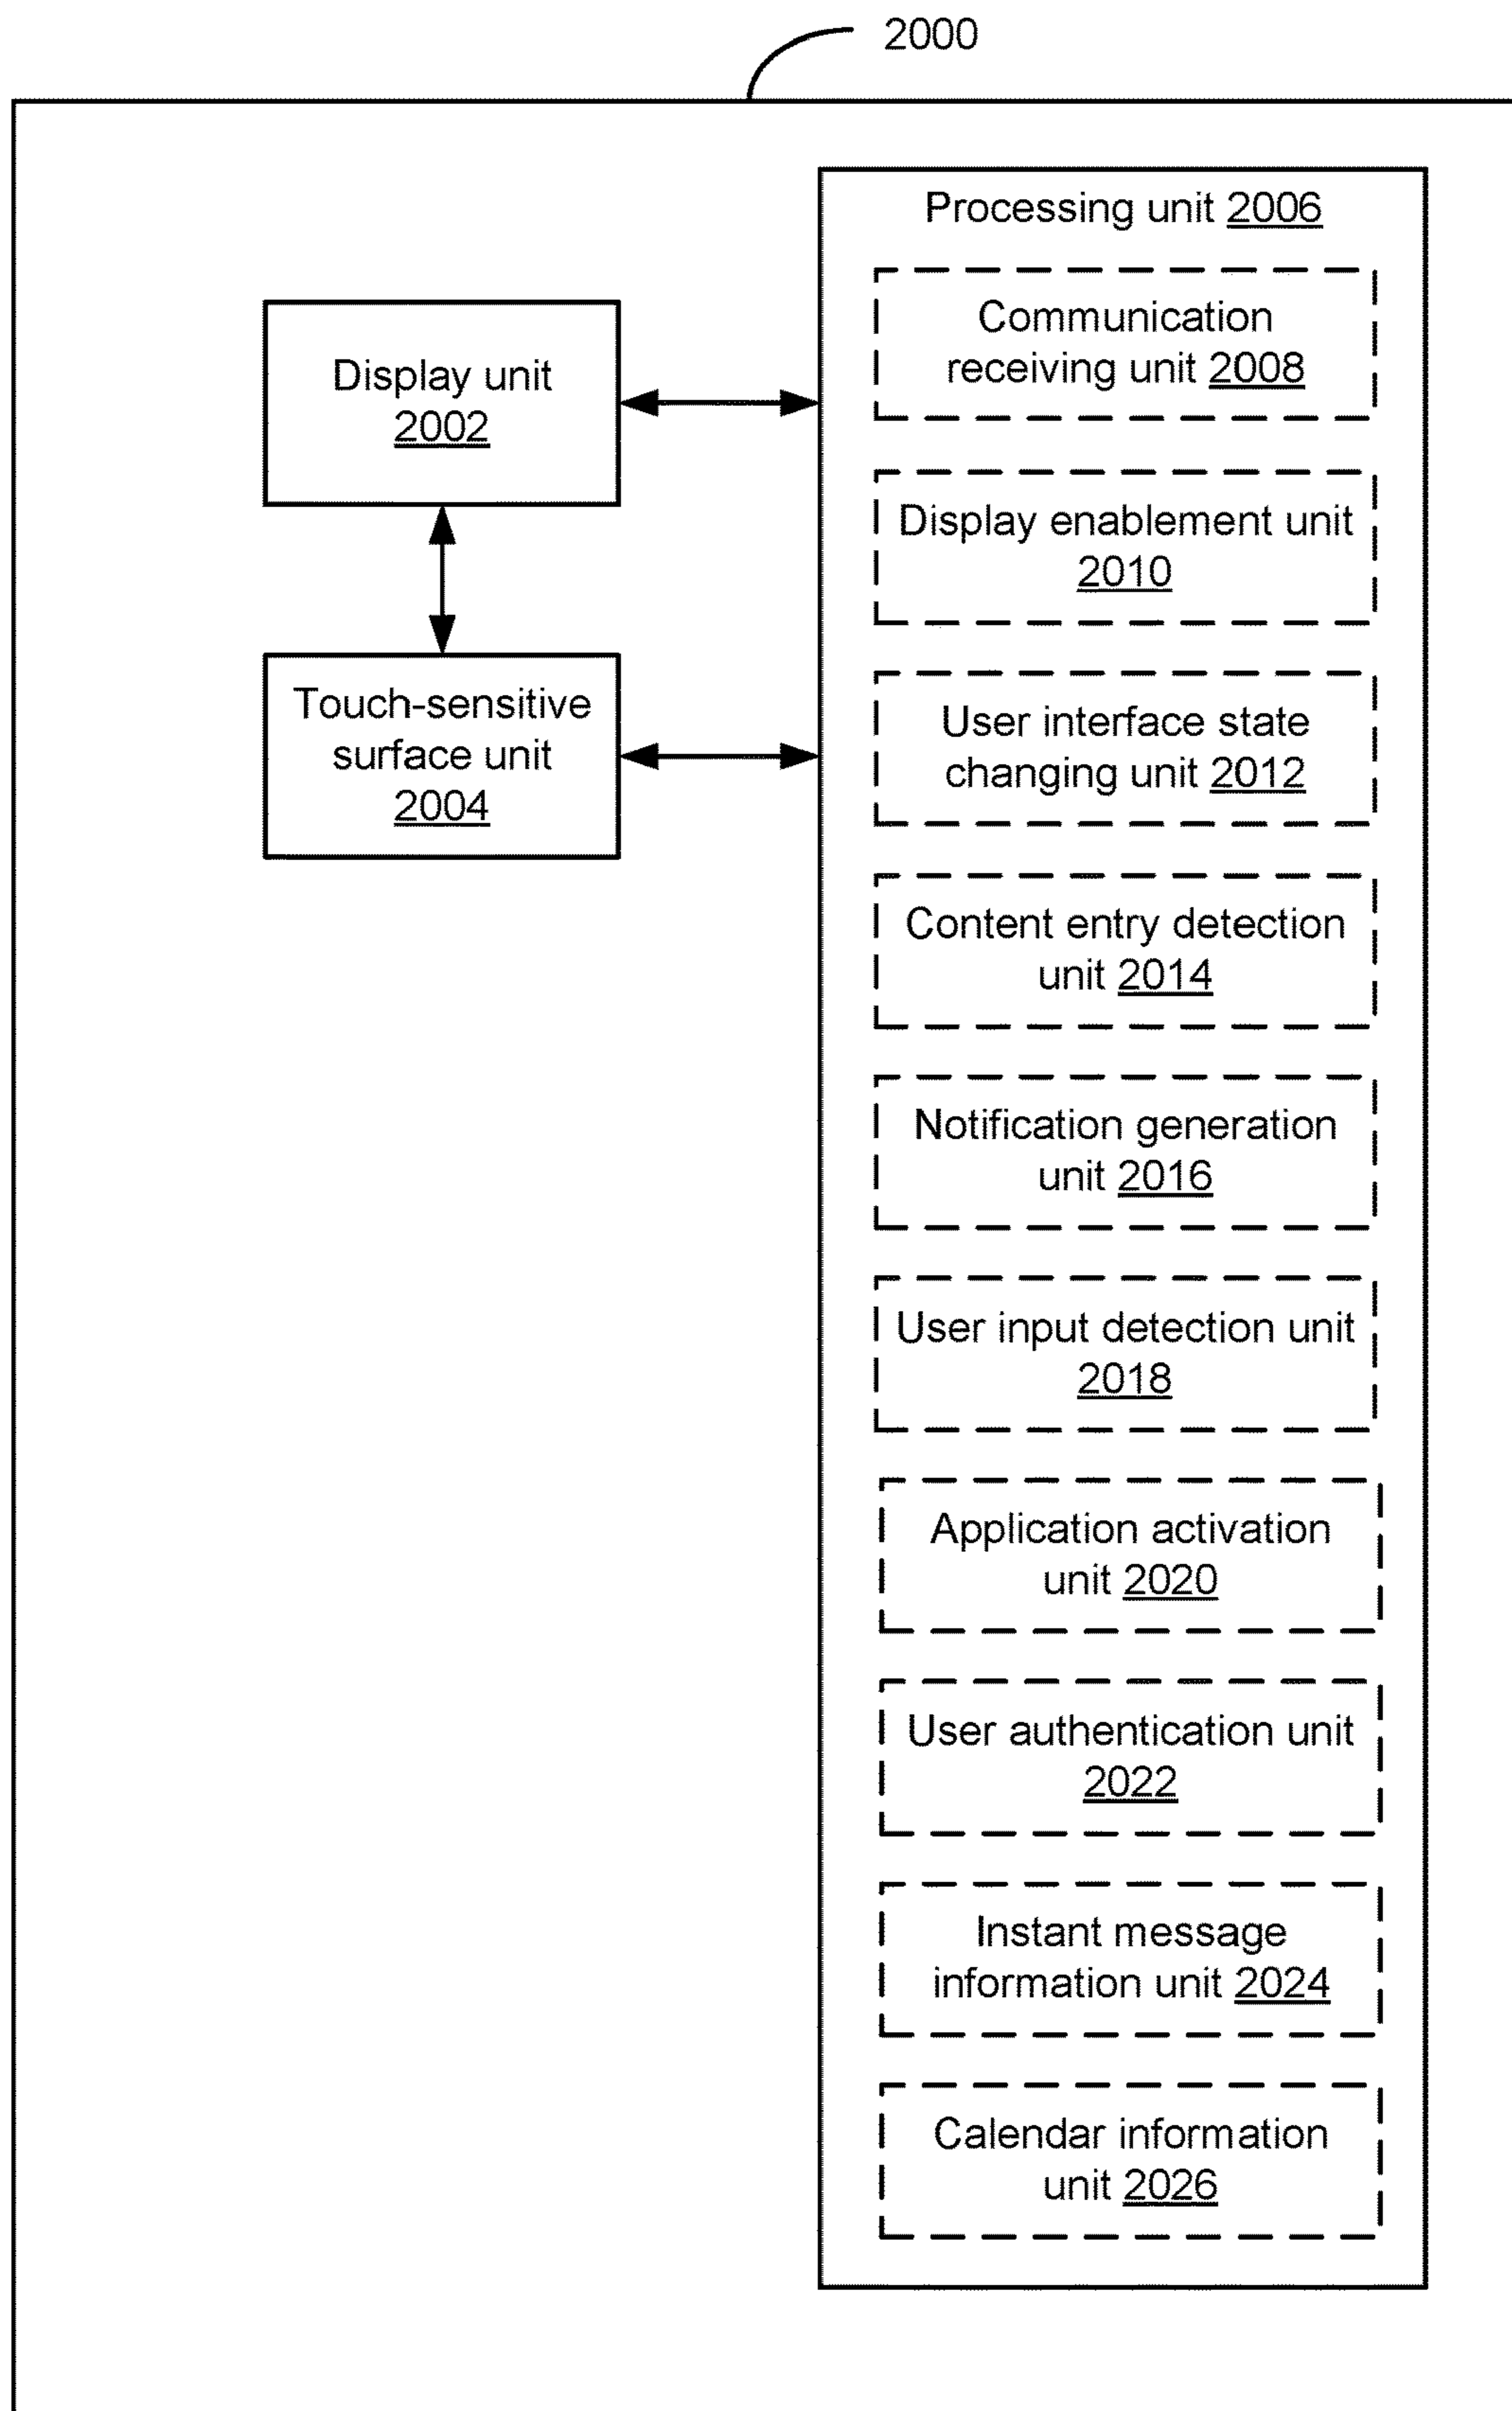 2000
Processing unit 2006
Communication
receiving unit 2008
Display unit
2002
Display enablement unit
2010
Touch-sensitive
surface unit
2004
User interface state
changing unit 2012
Content entry detection
unit 2014
Notification generation
unit 2016
User input detection unit
2018
Application activation
unit 2020
User authentication unit
2022
Instant message
information unit 2024
Calendar information
unit 2026